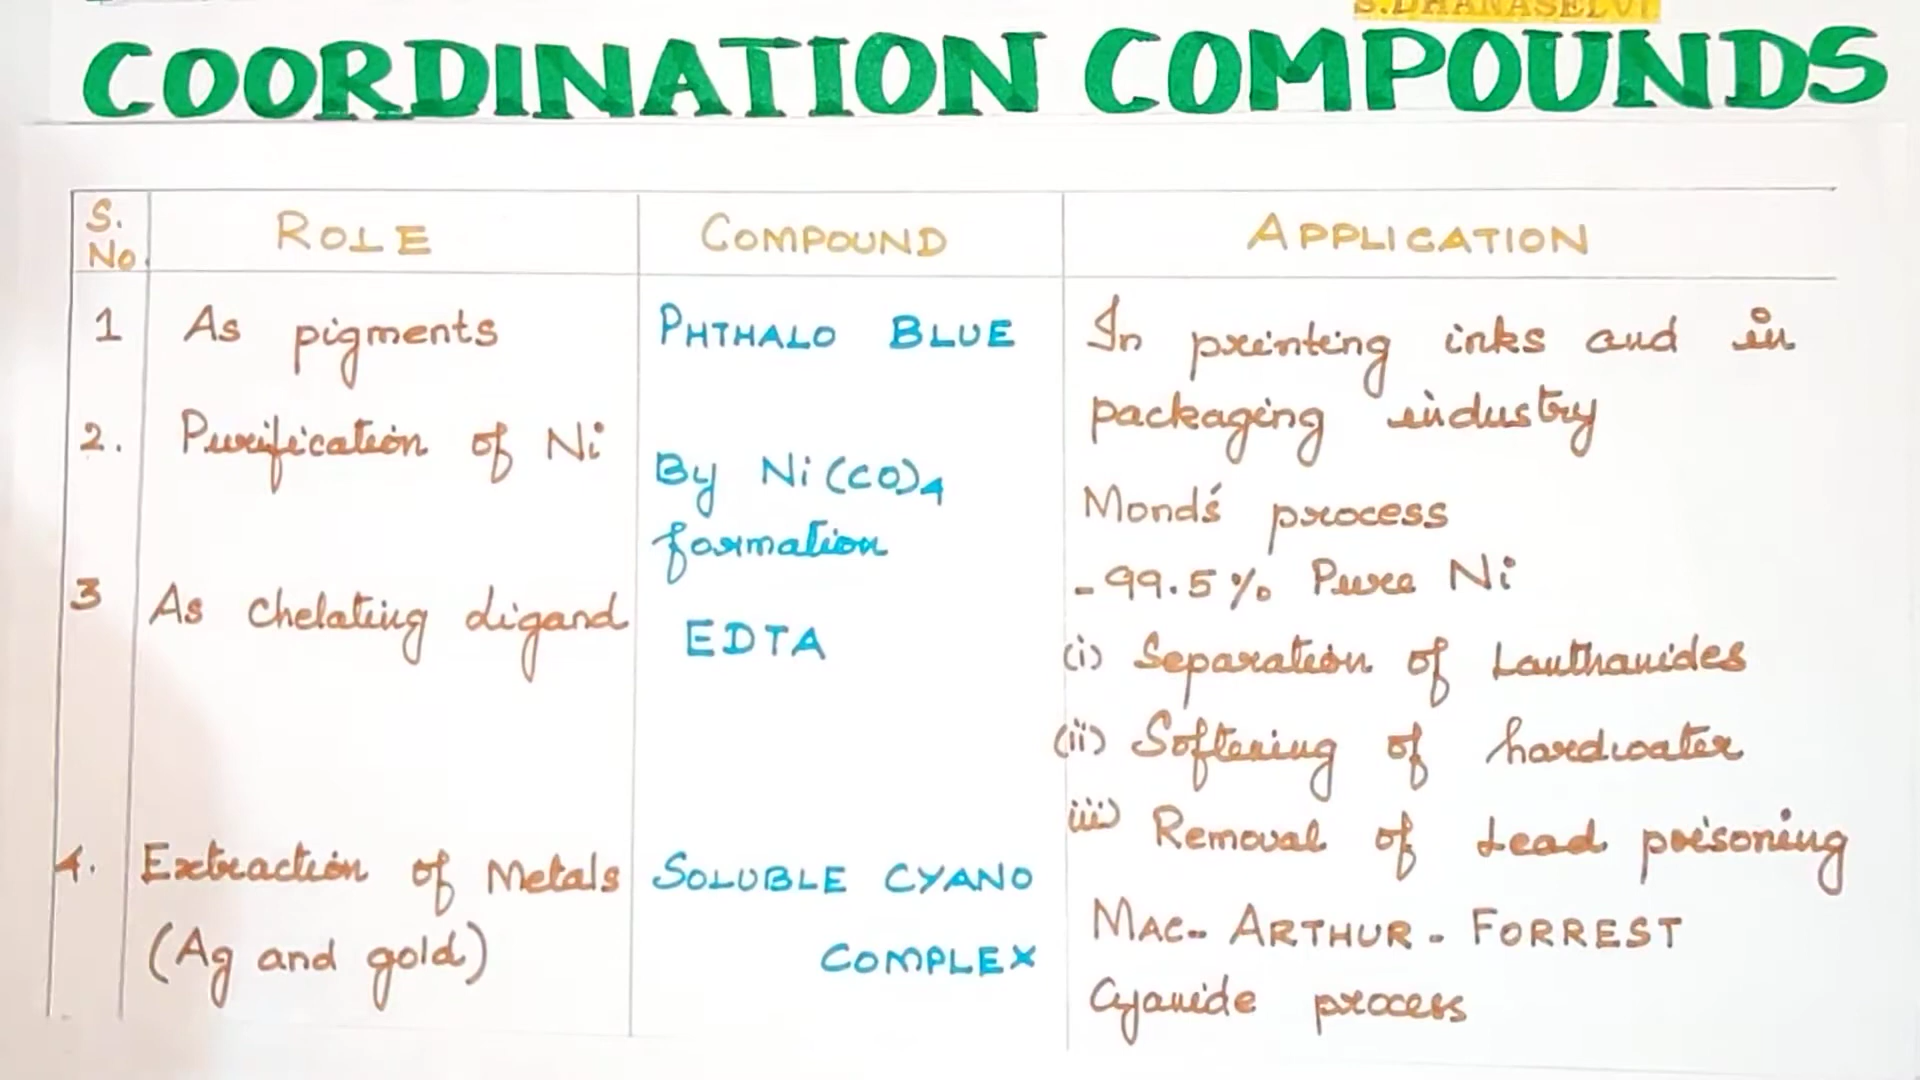 S.DHANASELVI
COORDINATION COMPOUNDS
S. No
ROLE
COMPOUND
APPLICATION
1
As pigments
PHTHALO BLUE
In printing inks and in
packaging industry
2.
Purification of Ni
By Ni(CO)4
formation
Mond's process
- 99.5% Pure Ni
3
As Chelating Ligand
EDTA
(i) Separation of Lanthanides
(ii) Softening of hardwater
iii) Removal of Lead poisoning
4.
Extraction of Metals
(Ag and gold)
SOLUBLE CYANO
COMPLEX
MAC- ARTHUR - FORREST
Cyanide process